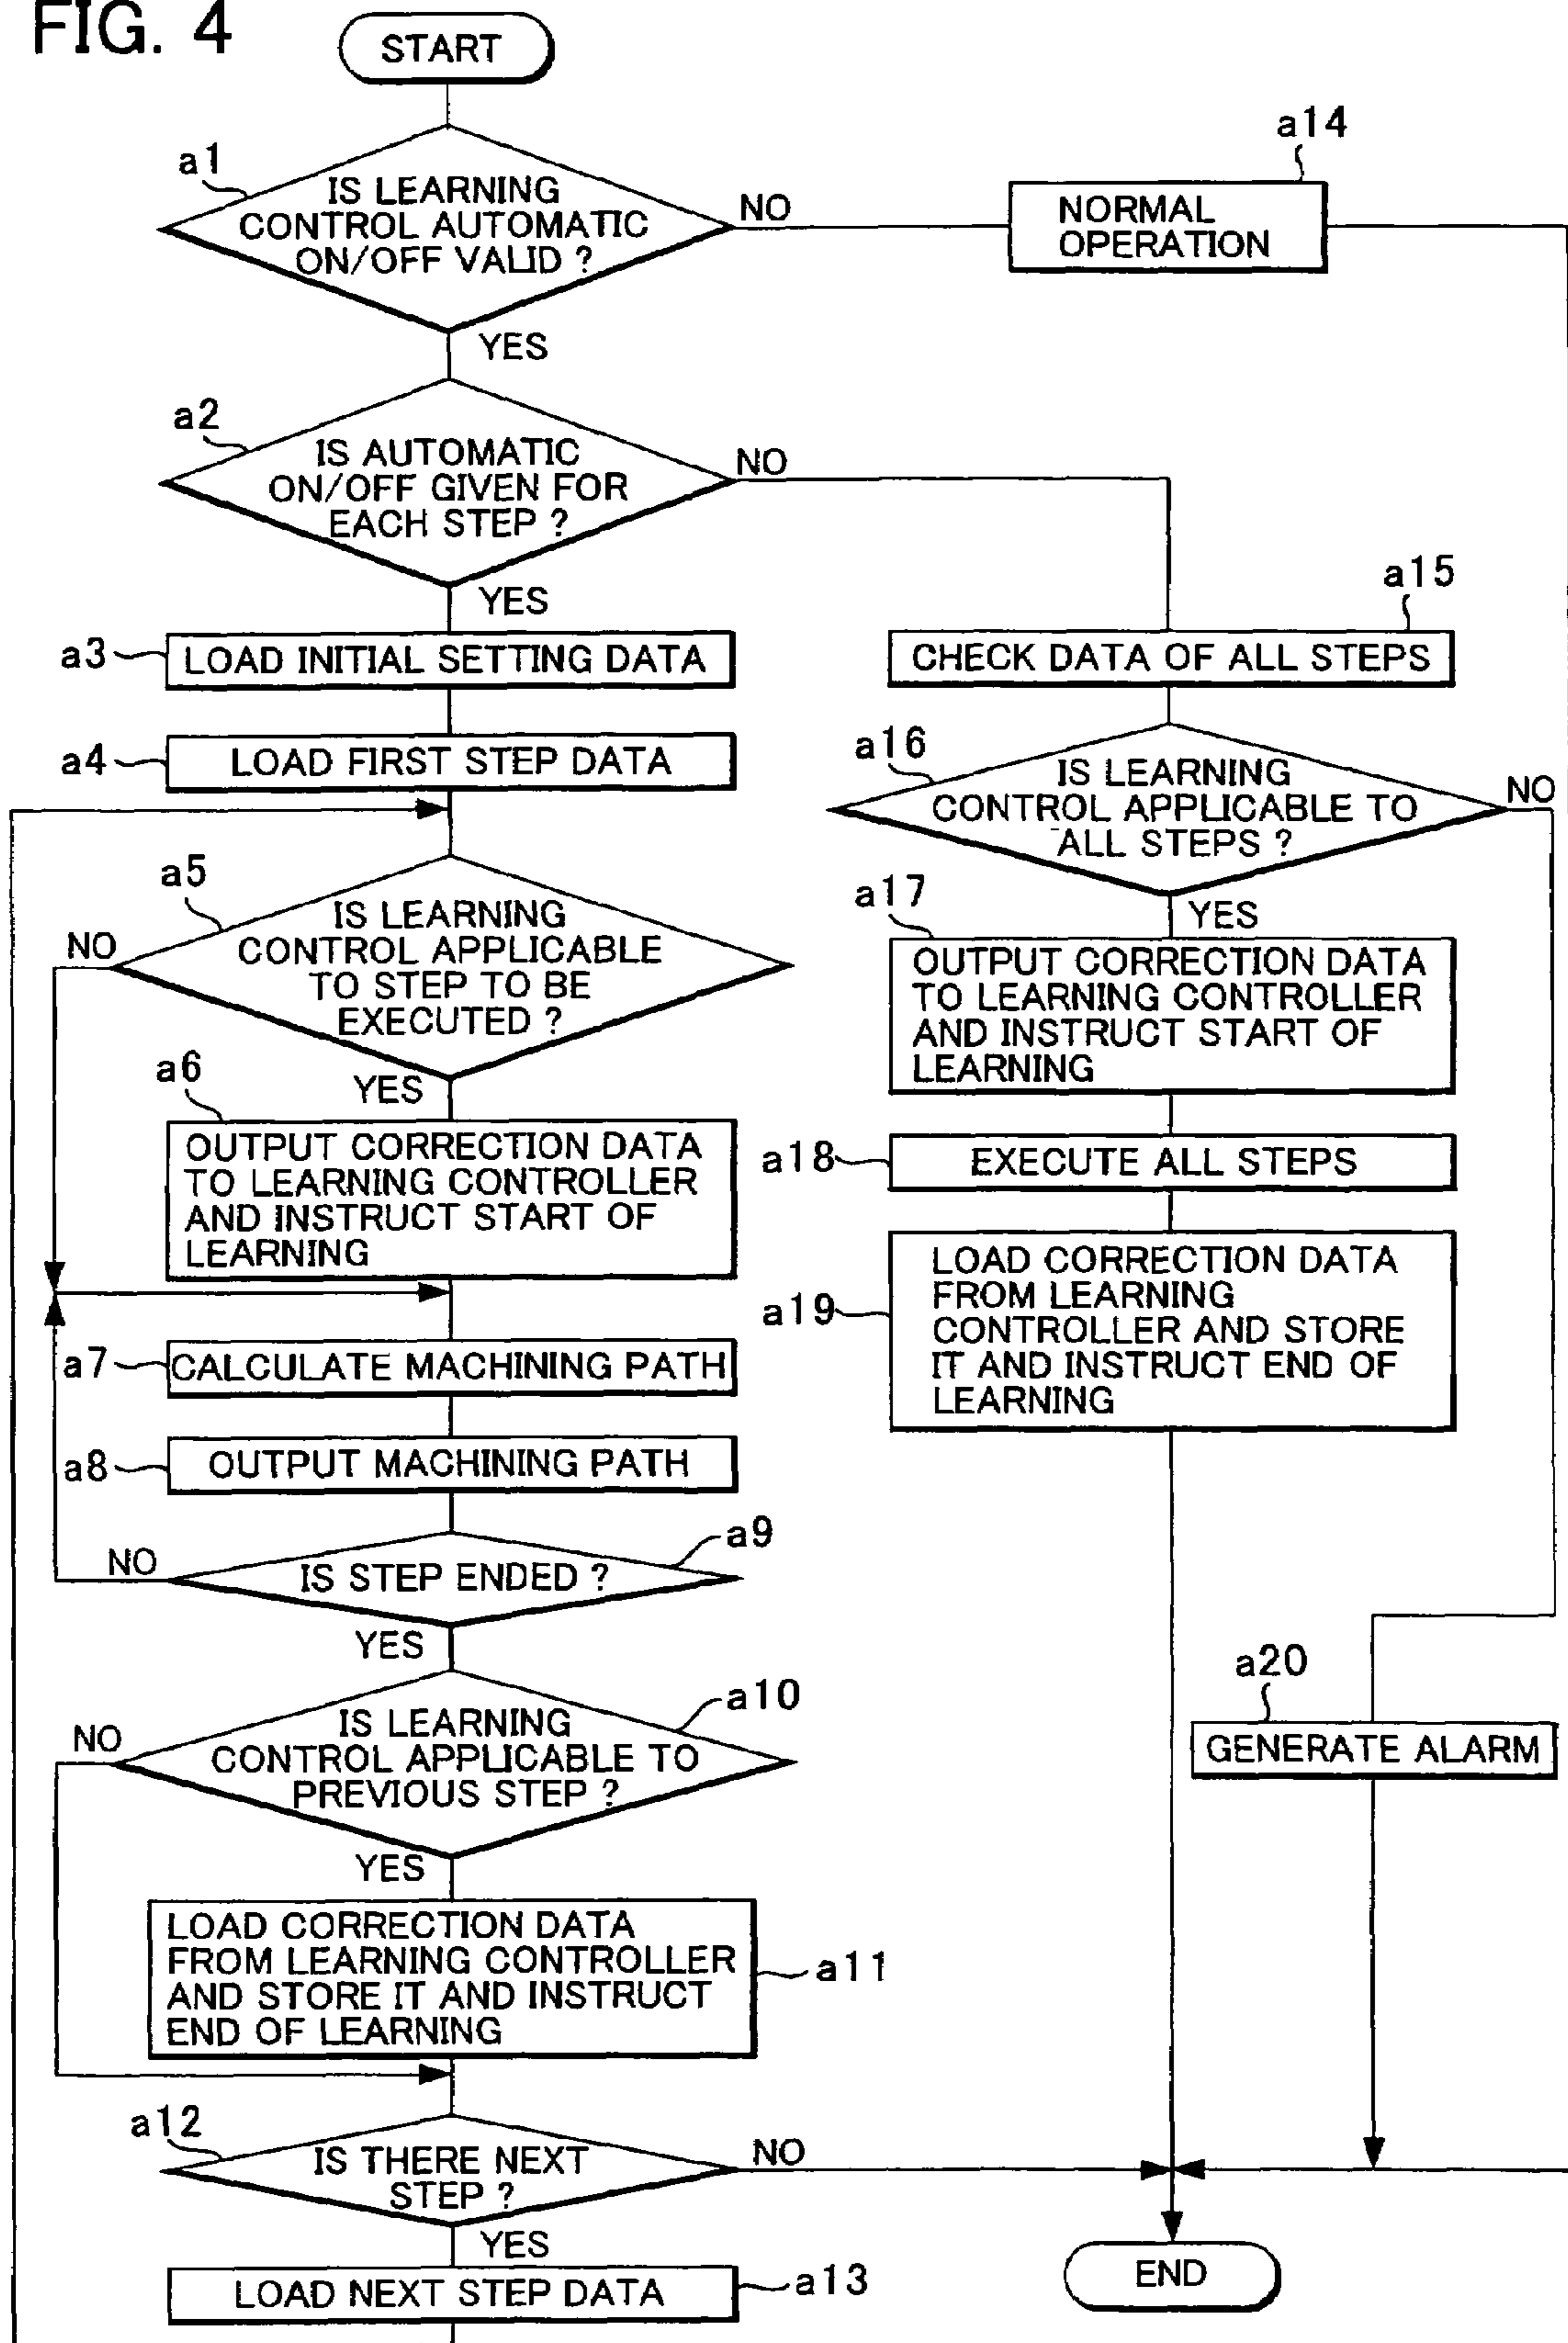 FIG. 4
START
a1
IS LEARNING
CONTROL AUTOMATIC
ON/OFF VALID ?
NO
YES
a14
NORMAL
OPERATION
a2
IS AUTOMATIC
ON/OFF GIVEN FOR
EACH STEP ?
NO
YES
a3
LOAD INITIAL SETTING DATA
a4
LOAD FIRST STEP DATA
a5
IS LEARNING
CONTROL APPLICABLE
TO STEP TO BE
EXECUTED ?
NO
YES
a6
OUTPUT CORRECTION DATA
TO LEARNING CONTROLLER
AND INSTRUCT START OF
LEARNING
a7
CALCULATE MACHINING PATH
a8
OUTPUT MACHINING PATH
a9
IS STEP ENDED ?
NO
YES
a10
IS LEARNING
CONTROL APPLICABLE TO
PREVIOUS STEP ?
NO
YES
LOAD CORRECTION DATA
FROM LEARNING CONTROLLER
AND STORE IT AND INSTRUCT
END OF LEARNING
a11
a12
IS THERE NEXT
STEP ?
NO
YES
LOAD NEXT STEP DATA
a13
a15
CHECK DATA OF ALL STEPS
a16
IS LEARNING
CONTROL APPLICABLE TO
ALL STEPS ?
NO
YES
a17
OUTPUT CORRECTION DATA
TO LEARNING CONTROLLER
AND INSTRUCT START OF
LEARNING
a18
EXECUTE ALL STEPS
a19
LOAD CORRECTION DATA
FROM LEARNING
CONTROLLER AND STORE
IT AND INSTRUCT END OF
LEARNING
a20
GENERATE ALARM
END